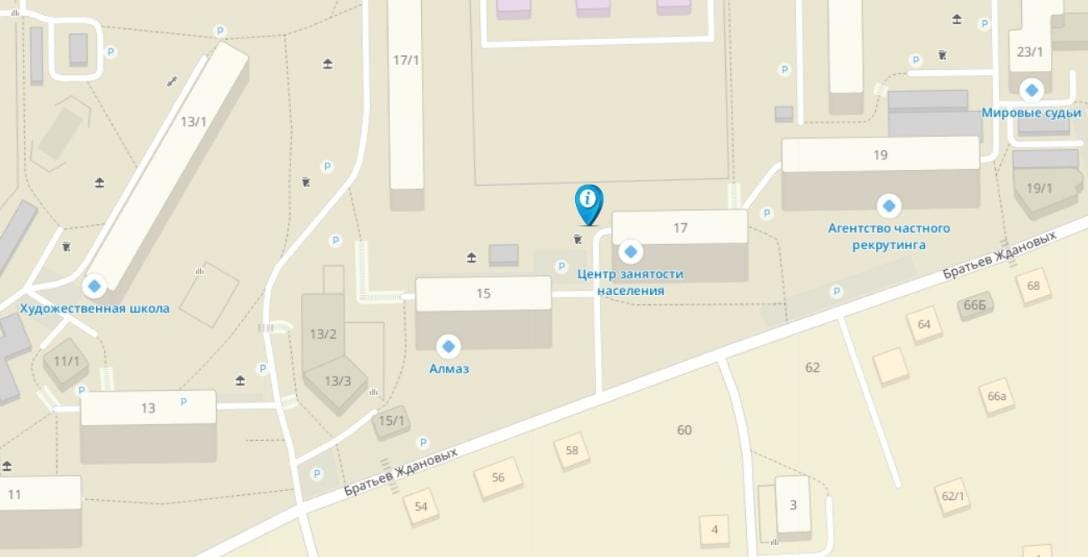 P
P
17/1
P
23/1
P
P
13/1
Мировые судьи
19
P
19/1
P
Агентство частного
рекрутинга
17
P
P
Центр занятости
населения
Братьев Ждановых
Художественная школа
15
P
68
66Б
64
13/2
Алмаз
11/1
P
62
13/3
P
13
P
66а
15/1
60
P
58
Братьев Ждановых
P
56
11
54
3
62/1
4